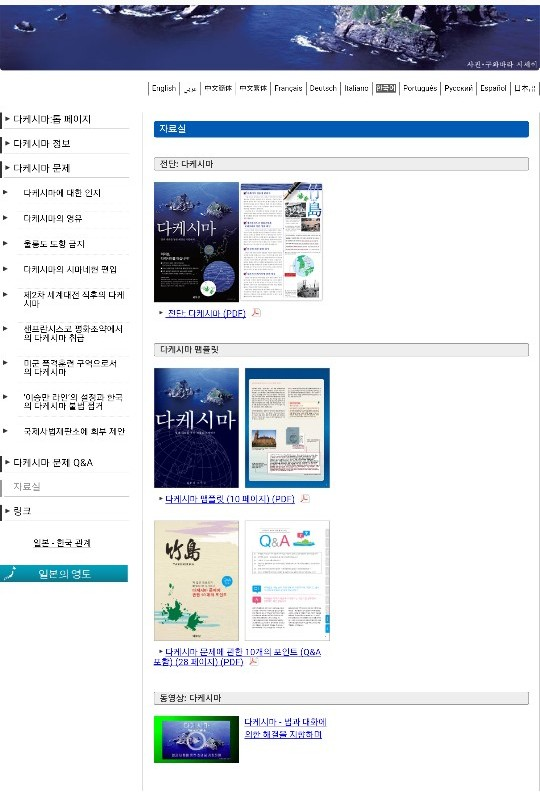 사진-구와바라 시세이
English
中文簡体
中文繁体
Français
Deutsch
Italiano
한국어
Português
Русский
Español
日本語
다케시마:톱 페이지
다케시마 정보
다케시마 문제
다케시마에 대한 인지
다케시마의 영유
울릉도 도항 금지
다케시마의 시마네현 편입
제2차 세계대전 직후의 다케
시마
샌프란시스코 평화조약에서
의 다케시마 취급
미군 폭격훈련 구역으로서
의 다케시마
'이승만 라인'의 설정과 한국
의 다케시마 불법 점거
국제사법재판소에 회부 제안
다케시마 문제 Q&A
자료실
링크
일본 - 한국 관계
일본의 영토
자료실
전단: 다케시마
다케시마
竹島
전단: 다케시마 (PDF)
다케시마 팸플릿
다케시마
다케시마 팸플릿 (10 페이지) (PDF)
竹島
Q&A
다케시마 문제에 관한 10개의 포인트 (Q&A
포함) (28 페이지) (PDF)
동영상: 다케시마
다케시마
다케시마 - 법과 대화에
의한 해결을 지향하며